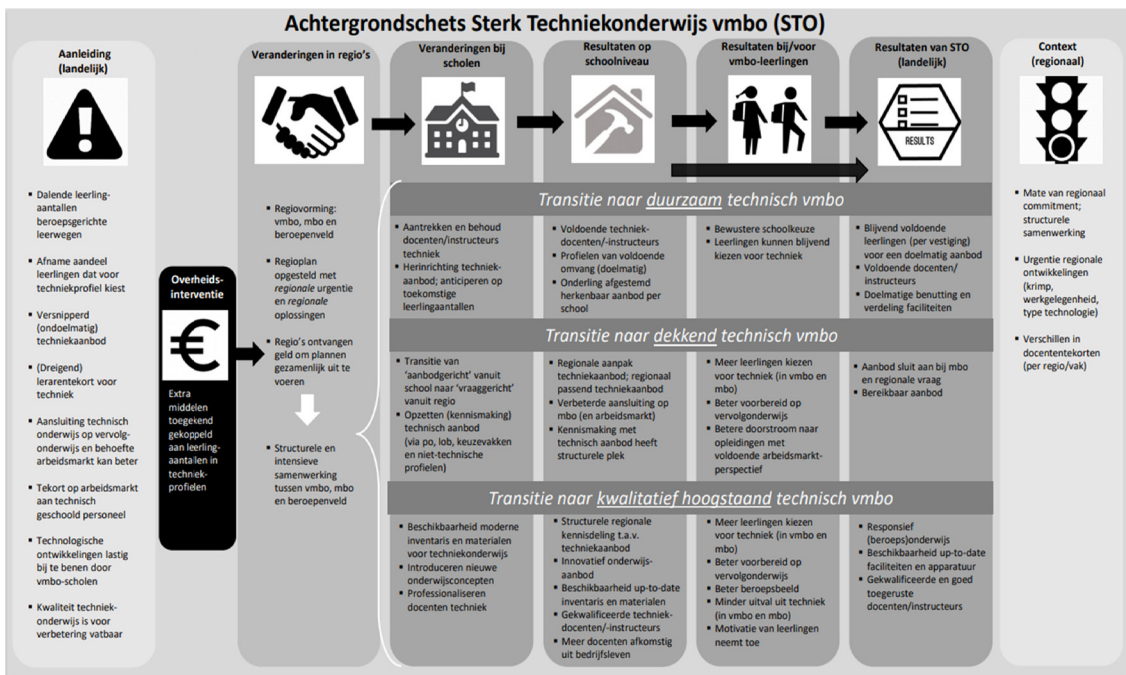 Achtergrondschets Sterk Techniekonderwijs vmbo (STO)
Aanleiding
(landelijk)
▪ Dalende leerling-
aantallen
beroepsgerichte
leerwegen
▪ Afname aandeel
leerlingen dat voor
techniekprofiel kiest
▪ Versnipperd
(ondoelmatig)
techniekaanbod
▪ (Dreigend)
lerarentekort voor
techniek
▪ Aansluiting technisch
onderwijs op vervolg-
onderwijs en behoefte
arbeidsmarkt kan beter
▪ Tekort op arbeidsmarkt
aan technisch
geschoold personeel
▪ Technologische
ontwikkelingen lastig
bij te benen door
vmbo-scholen
▪ Kwaliteit techniek-
onderwijs is voor
verbetering vatbaar
Overheids-
interventie
Extra
middelen
toegekend
gekoppeld
aan leerling-
aantallen in
techniek-
profielen
Veranderingen in regio's
▪ Regiovorming:
vmbo, mbo en
beroepenveld
▪ Regioplan
opgesteld met
regionale urgentie
en regionale
oplossingen
▪ Regio's ontvangen
geld om plannen
gezamenlijk uit te
voeren
▪ Structurele en
intensieve
samenwerking
tussen vmbo, mbo
en beroepenveld
Veranderingen bij
scholen
Resultaten op
schoolniveau
Resultaten bij/voor
vmbo-leerlingen
Resultaten van STO
(landelijk)
RESULTS
Transitie naar duurzaam technisch vmbo
▪ Aantrekken en behoud
docenten/instructeurs
techniek
▪ Herinrichting techniek-
aanbod; anticiperen op
toekomstige
leerlingaantallen
▪ Voldoende techniek-
docenten/-instructeurs
▪ Profielen van voldoende
omvang (doelmatig)
▪ Onderling afgestemd
herkenbaar aanbod per
school
▪ Bewustere schoolkeuze
▪ Leerlingen kunnen blijvend
kiezen voor techniek
▪ Blijvend voldoende
leerlingen (per vestiging)
voor een doelmatig aanbod
▪ Voldoende docenten/
instructeurs
▪ Doelmatige benutting en
verdeling faciliteiten
Transitie naar dekkend technisch vmbo
▪ Transitie van
'aanbodgericht' vanuit
school naar 'vraaggericht'
vanuit regio
▪ Opzetten (kennismaking)
technisch aanbod
(via po, lob, keuzevakken
en niet-technische
profielen)
▪ Regionale aanpak
techniekaanbod; regionaal
passend techniekaanbod
▪ Verbeterde aansluiting op
mbo (en arbeidsmarkt)
▪ Kennismaking met
technisch aanbod heeft
structurele plek
▪ Meer leerlingen kiezen
voor techniek (in vmbo en
mbo)
▪ Beter voorbereid op
vervolgonderwijs
▪ Betere doorstroom naar
opleidingen met
voldoende arbeidsmarkt-
perspectief
▪ Aanbod sluit aan bij mbo
en regionale vraag
▪ Bereikbaar aanbod
Transitie naar kwalitatief hoogstaand technisch vmbo
▪ Beschikbaarheid moderne
inventaris en materialen
voor techniekonderwijs
▪ Introduceren nieuwe
onderwijsconcepten
▪ Professionaliseren
docenten techniek
▪ Structurele regionale
kennisdeling t.a.v.
techniekaanbod
▪ Innovatief onderwijs-
aanbod
▪ Beschikbaarheid up-to-date
inventaris en materialen
▪ Gekwalificeerde techniek-
docenten/-instructeurs
▪ Meer docenten afkomstig
uit bedrijfsleven
▪ Meer leerlingen kiezen
voor techniek (in vmbo en
mbo)
▪ Beter voorbereid op
vervolgonderwijs
▪ Beter beroepsbeeld
▪ Minder uitval uit techniek
(in vmbo en mbo)
▪ Motivatie van leerlingen
neemt toe
▪ Responsief
(beroeps)onderwijs
▪ Beschikbaarheid up-to-date
faciliteiten en apparatuur
▪ Gekwalificeerde en goed
toegeruste
docenten/instructeurs
Context
(regionaal)
▪ Mate van regionaal
commitment;
structurele
samenwerking
▪ Urgentie regionale
ontwikkelingen
(krimp,
werkgelegenheid,
type technologie)
▪ Verschillen in
docententekorten
(per regio/vak)